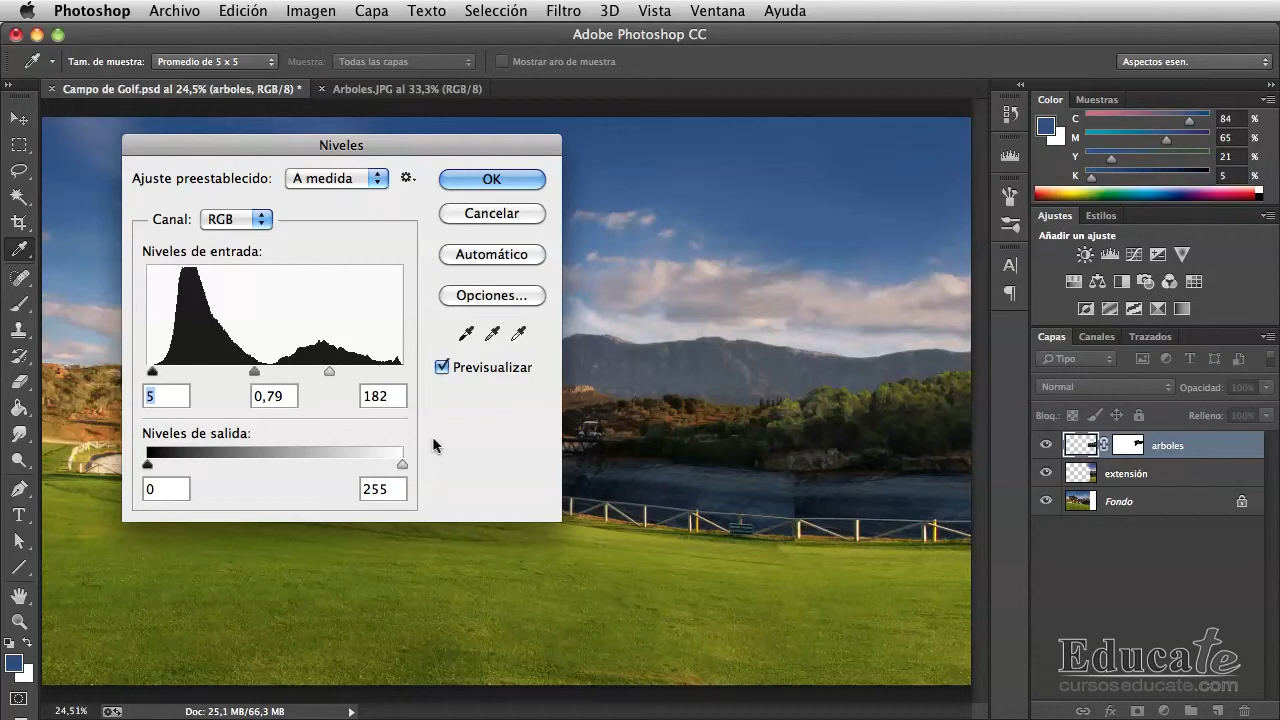 Photoshop Archivo Edición Imagen Capa Texto Selección Filtro 3D Vista Ventana Ayuda
Adobe Photoshop CC
Tam. de muestra: Promedio de 5 x 5 Muestra: Todas las capas Mostrar aro de muestra Aspectos esen.
Campo de Golf.psd al 24,5% (arboles, RGB/8) * Arboles.JPG al 33,3% (RGB/8)
Niveles
Ajuste preestablecido: A medida
OK
Canal: RGB
Cancelar
Niveles de entrada:
Automático
Opciones...
Previsualizar
5 0,79 182
Niveles de salida:
0 255
Color Muestras
C 84 %
M 65 %
Y 21 %
K 5 %
Ajustes Estilos
Añadir un ajuste
Capas Canales Trazados
Tipo
Normal Opacidad: 100%
Bloq.: Relleno: 100%
arboles
extensión
Fondo
Educate
cursoseducate.com
24,51% Doc: 25,1 MB/66,3 MB